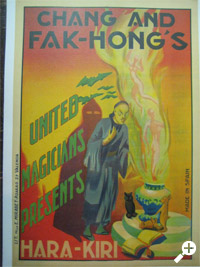 CHANG AND
FAK-HONG'S
UNITED
MAGICIANS
PRESENTS
HARA-KIRI
MADE IN SPAIN